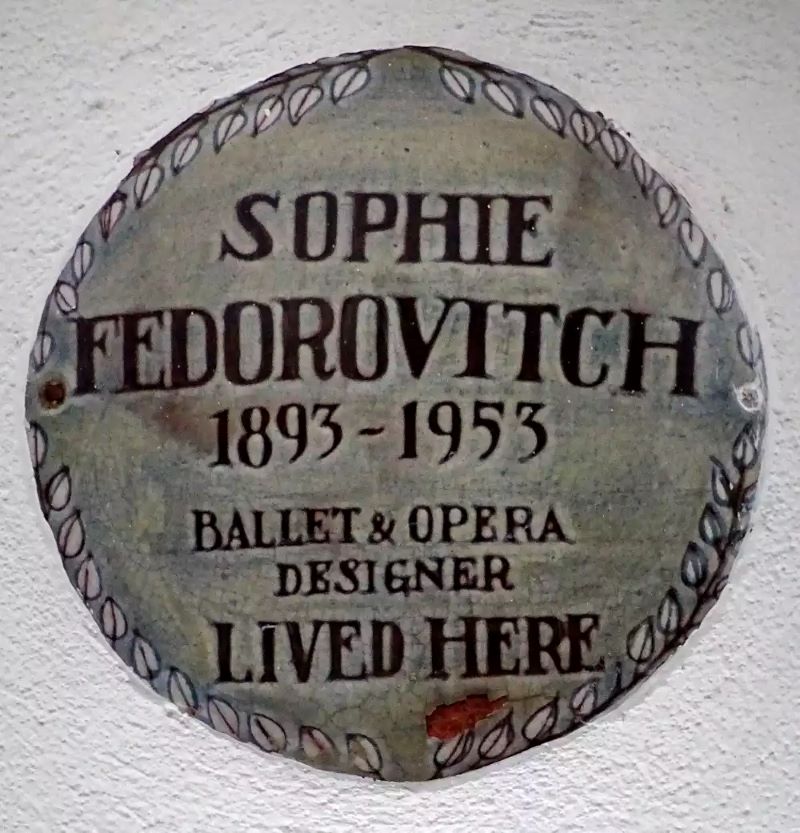 SOPHIE
FEDOROVITCH
1893-1953
BALLET & OPERA
DESIGNER
LIVED HERE